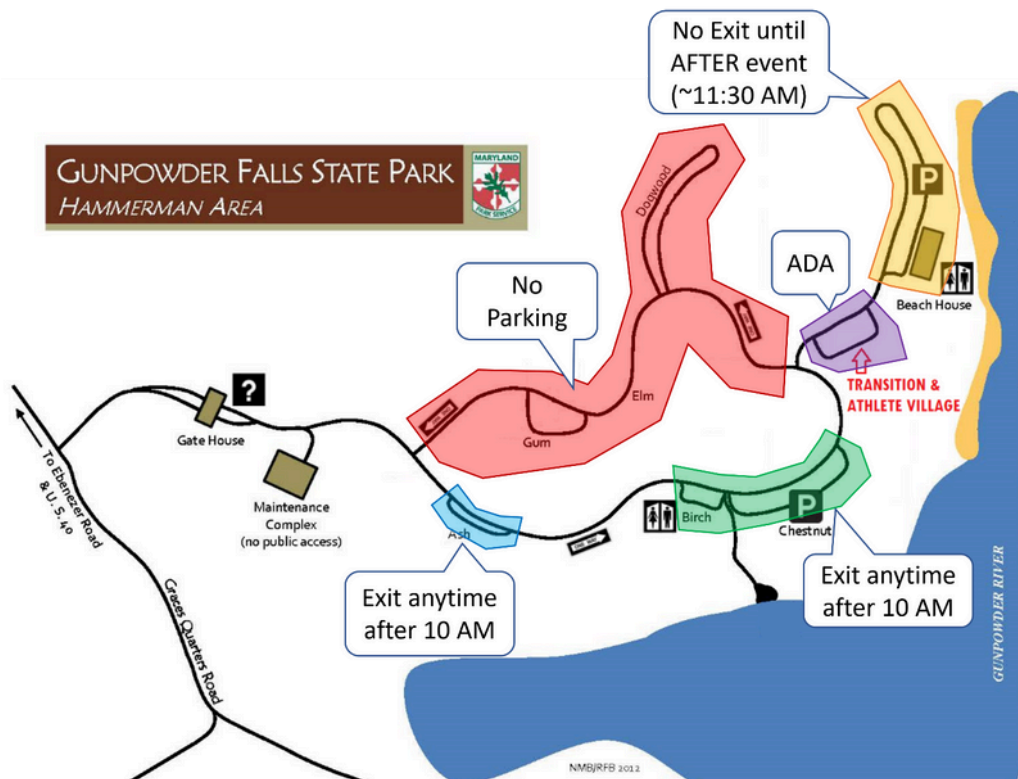 No Exit until
AFTER event
(~11:30 AM)
GUNPOWDER FALLS STATE PARK
HAMMERMAN AREA
MARYLAND
PARK SERVICE
Dogwood
P
ADA
No
Parking
Beach House
?
Elm
TRANSITION &
ATHLETE VILLAGE
Gate House
Gum
To Ebenezer Road
& U. S. 40
Maintenance
Complex
(no public access)
Ash
Birch
P
Chestnut
Exit anytime
after 10 AM
Exit anytime
after 10 AM
Graces Quarters Road
GUNPOWDER RIVER
NMB/RFB 2012